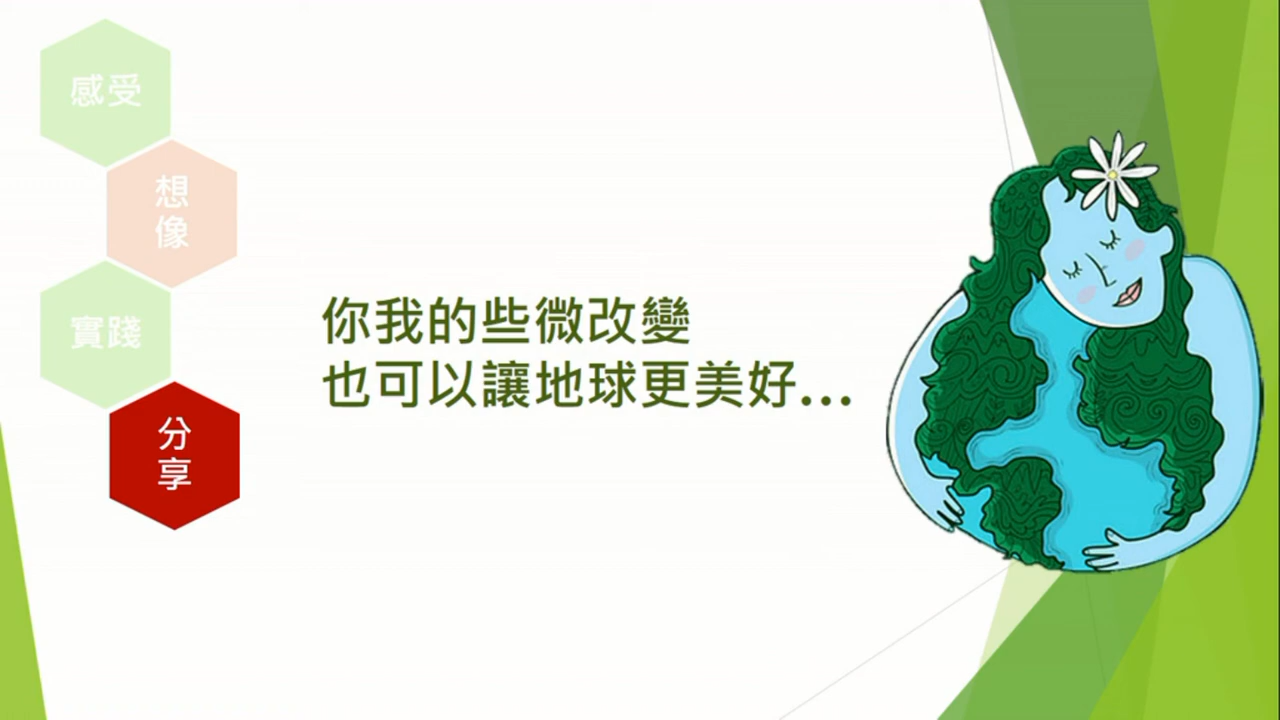 感受
想
像
實踐
分
享
你我的些微改變
也可以讓地球更美好...